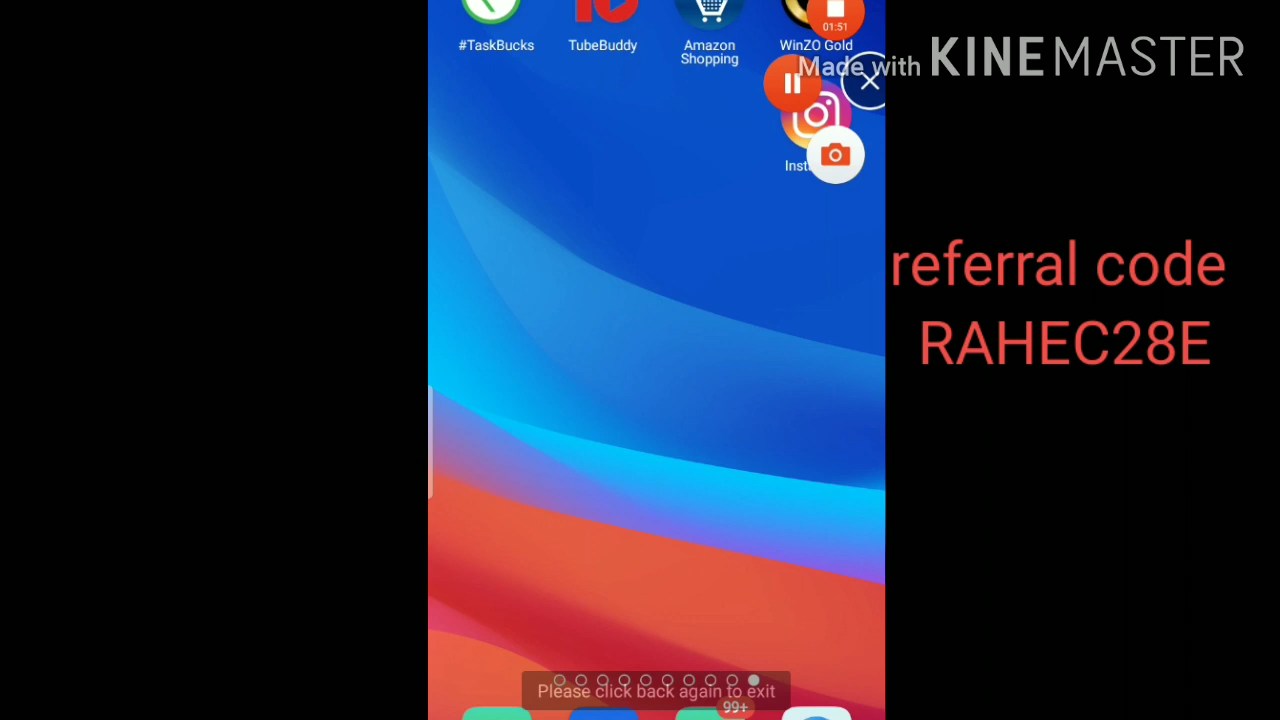 01:51
#TaskBucks TubeBuddy Amazon Shopping WinZO Gold
Made with KINEMASTER
Inst
referral code
RAHEC28E
Please click back again to exit
99+